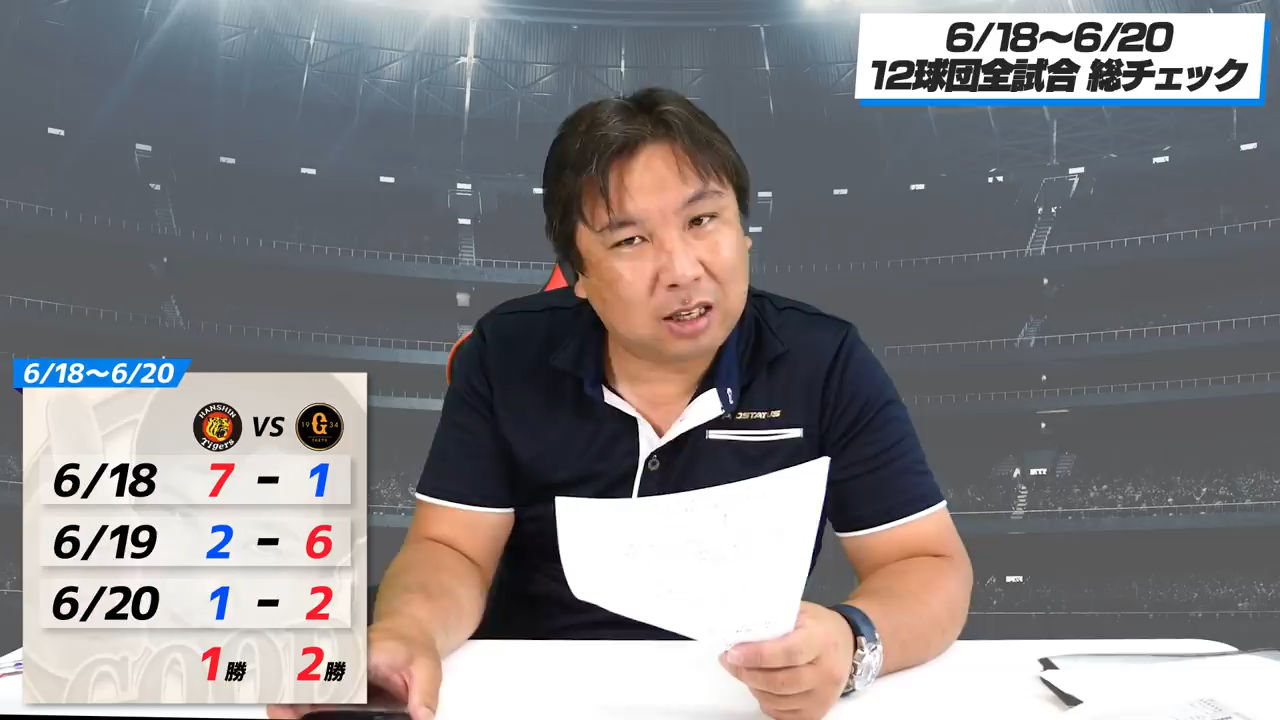 6/18〜6/20
12球団全試合 総チェック
6/18〜6/20
HANSHIN Tigers VS 19 G 34
6/18 7 - 1
6/19 2 - 6
6/20 1 - 2
1勝 2勝